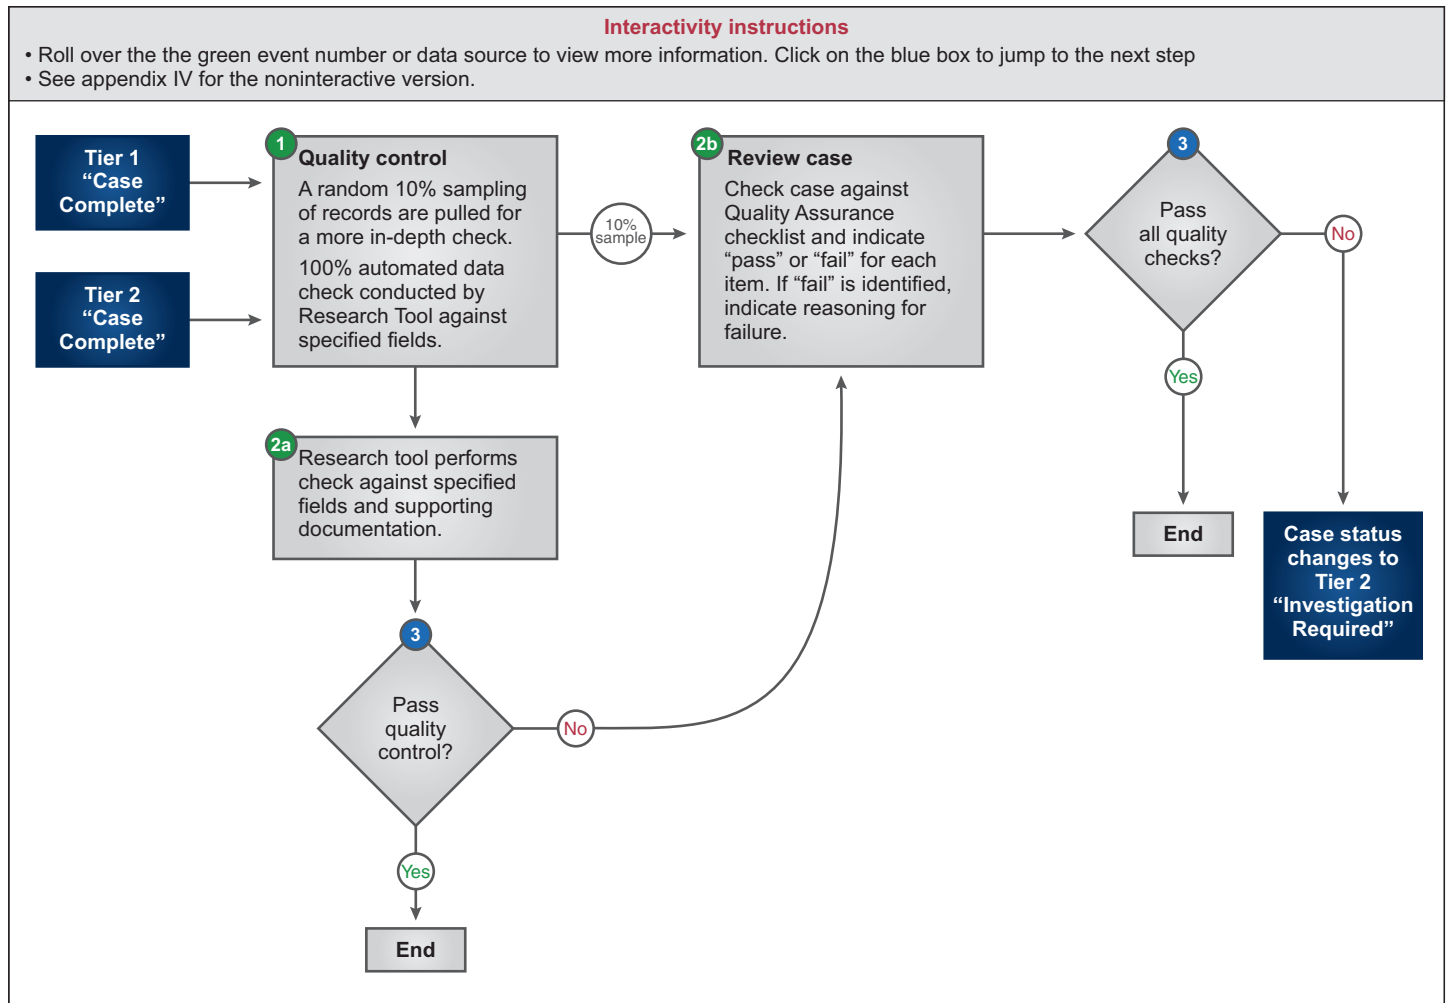 Interactivity instructions
• Roll over the the green event number or data source to view more information. Click on the blue box to jump to the next step
• See appendix IV for the noninteractive version.
Tier 1
“Case
Complete”
Tier 2
“Case
Complete”
1
Quality control
A random 10% sampling
of records are pulled for
a more in-depth check.
100% automated data
check conducted by
Research Tool against
specified fields.
10%
sample
2b
Review case
Check case against
Quality Assurance
checklist and indicate
“pass” or “fail” for each
item. If “fail” is identified,
indicate reasoning for
failure.
3
Pass
all quality
checks?
No
Yes
End
Case status
changes to
Tier 2
“Investigation
Required”
2a
Research tool performs
check against specified
fields and supporting
documentation.
3
Pass
quality
control?
No
Yes
End